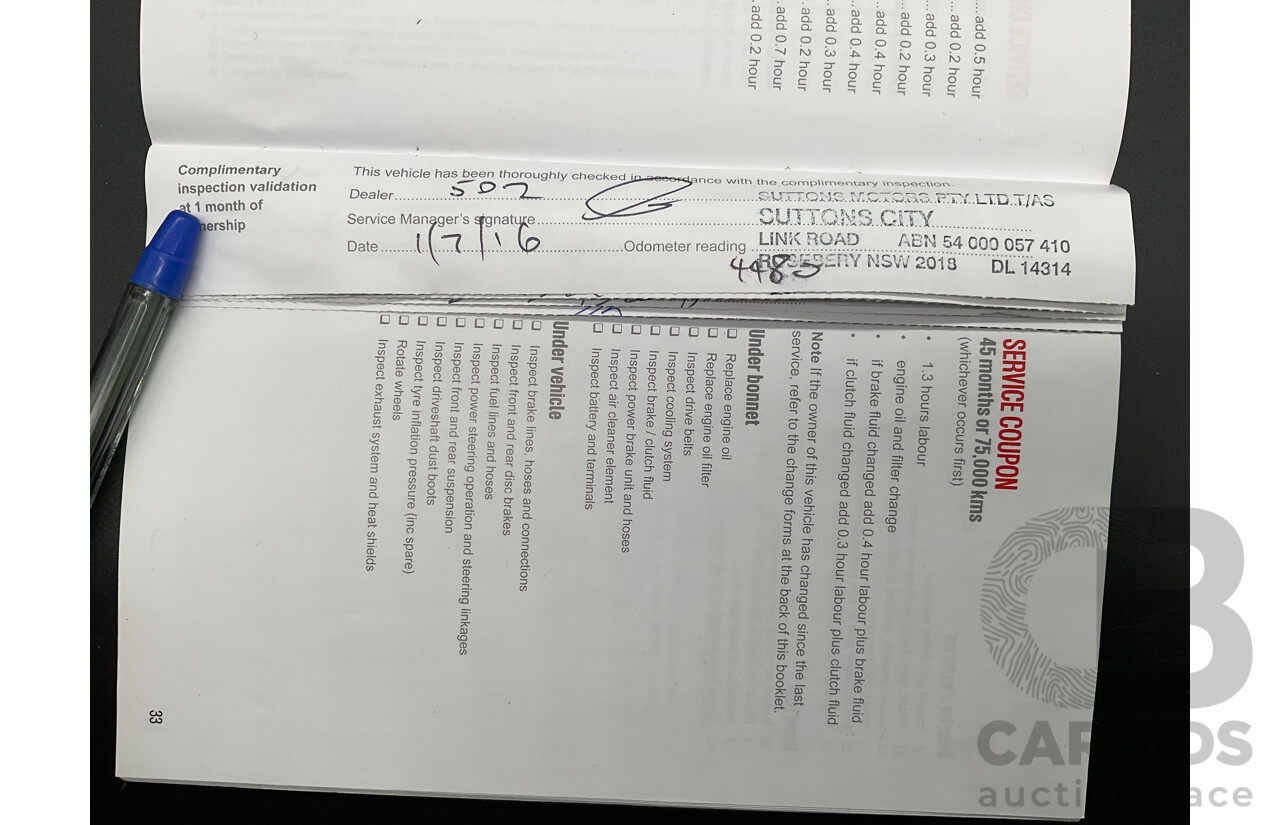 add 0.5 hour
add 0.2 hour
add 0.3 hour
add 0.2 hour
add 0.4 hour
add 0.4 hour
add 0.3 hour
add 0.2 hour
add 0.7 hour
add 0.2 hour
Complimentary
inspection validation
at 1 month of
nership
This vehicle has been thoroughly checked in accordance with the complimentary inspection.
Dealer 502
Service Manager's signature
Date 1/7/16 Odometer reading 4485
SUTTONS MOTORS PTY LTD.T/AS
SUTTONS CITY
LINK ROAD ABN 54 000 057 410
ROSEBERY NSW 2018 DL 14314
SERVICE COUPON
45 months or 75,000 kms
(whichever occurs first)
• 1.3 hours labour
• engine oil and filter change
• if brake fluid changed add 0.4 hour labour plus brake fluid
• if clutch fluid changed add 0.3 hour labour plus clutch fluid
Note If the owner of this vehicle has changed since the last
service, refer to the change forms at the back of this booklet.
Under bonnet
Replace engine oil
Replace engine oil filter
Inspect drive belts
Inspect cooling system
Inspect brake / clutch fluid
Inspect power brake unit and hoses
Inspect air cleaner element
Inspect battery and terminals
Under vehicle
Inspect brake lines, hoses and connections
Inspect front and rear disc brakes
Inspect fuel lines and hoses
Inspect power steering operation and steering linkages
Inspect front and rear suspension
Inspect driveshaft dust boots
Inspect tyre inflation pressure (inc spare)
Rotate wheels
Inspect exhaust system and heat shields
33